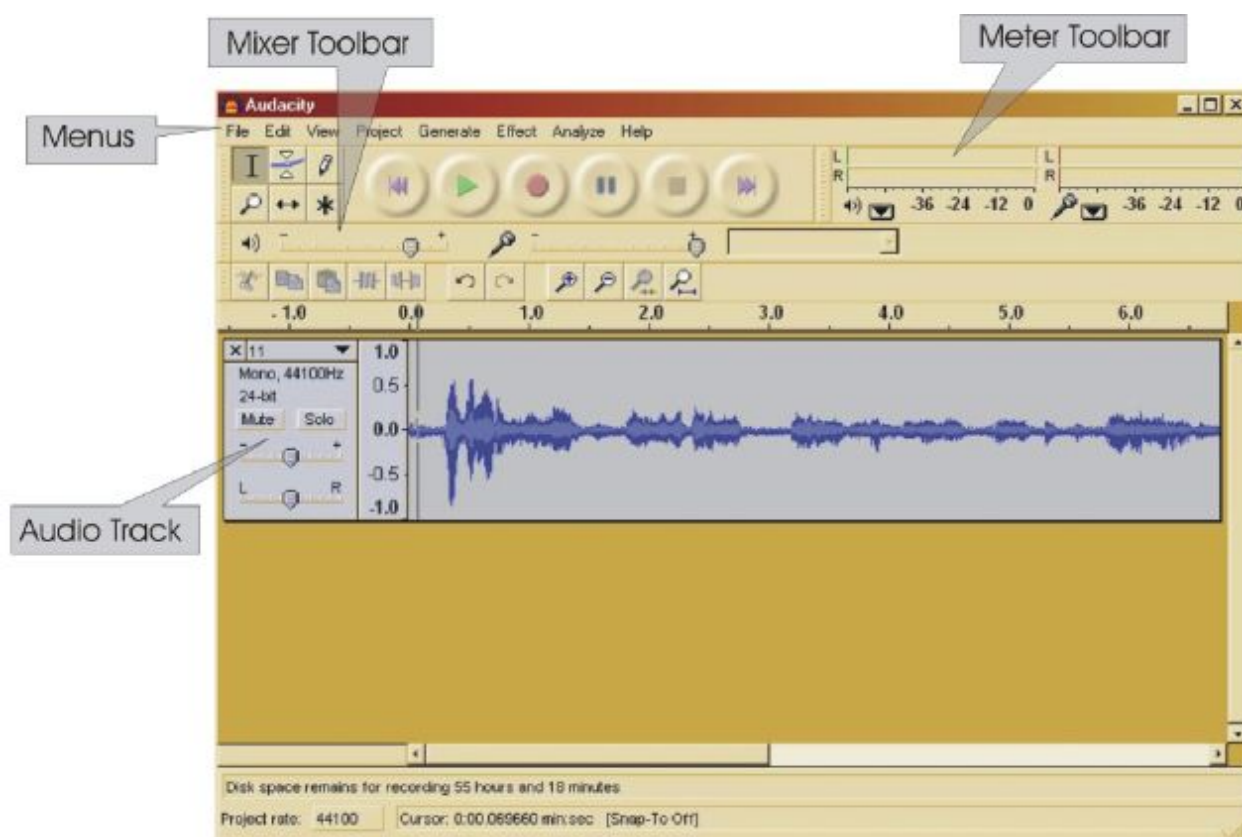 Mixer Toolbar
Meter Toolbar
Menus
Audacity
File Edit View Project Generate Effect Analyze Help
L
R
-36 -24 -12 0
L
R
-36 -24 -12 0
- +
- +
- 1.0 0.0 1.0 2.0 3.0 4.0 5.0 6.0
11
Mono, 44100Hz
24-bit
Mute Solo
- +
L R
1.0
0.5
0.0
-0.5
-1.0
Audio Track
Disk space remains for recording 55 hours and 18 minutes
Project rate: 44100 Cursor: 0:00.069660 min:sec [Snap-To Off]